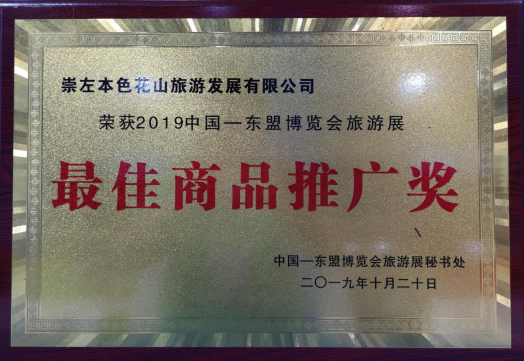 崇左本色花山旅游发展有限公司
荣获2019中国—东盟博览会旅游展
最佳商品推广奖
中国—东盟博览会旅游展秘书处
二〇一九年十月二十日